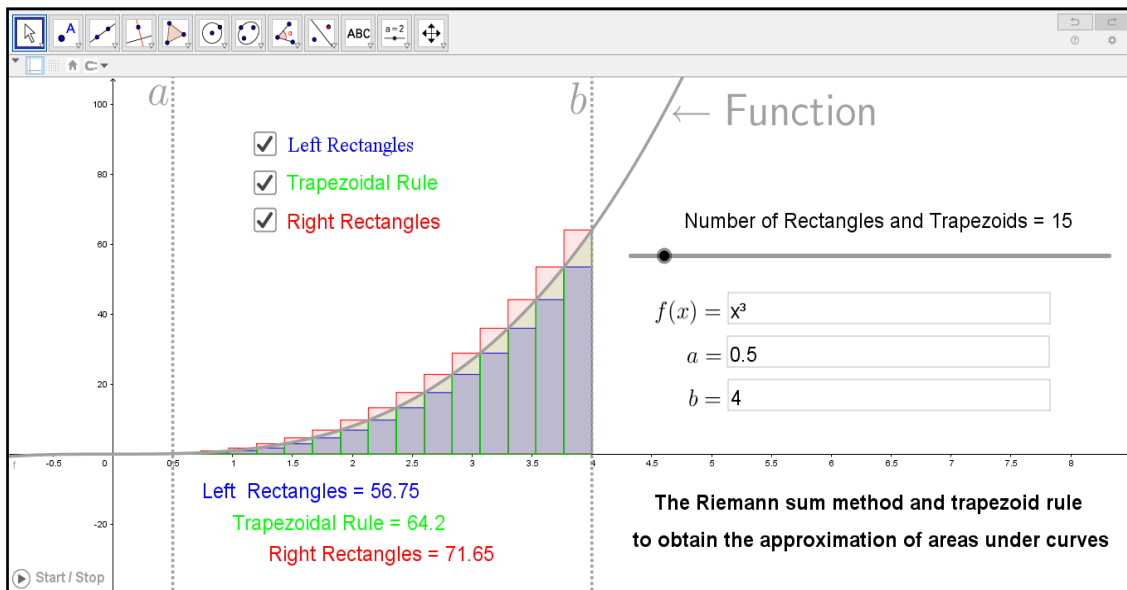 A
α
ABC
a=2
a
b
← Function
100
80
60
40
20
-20
Left Rectangles
Trapezoidal Rule
Right Rectangles
Number of Rectangles and Trapezoids = 15
f(x) = x³
a = 0.5
b = 4
f
-0.5 0 0.5 1 1.5 2 2.5 3 3.5 4 4.5 5 5.5 6 6.5 7 7.5 8
Left Rectangles = 56.75
Trapezoidal Rule = 64.2
Right Rectangles = 71.65
The Riemann sum method and trapezoid rule
to obtain the approximation of areas under curves
Start / Stop